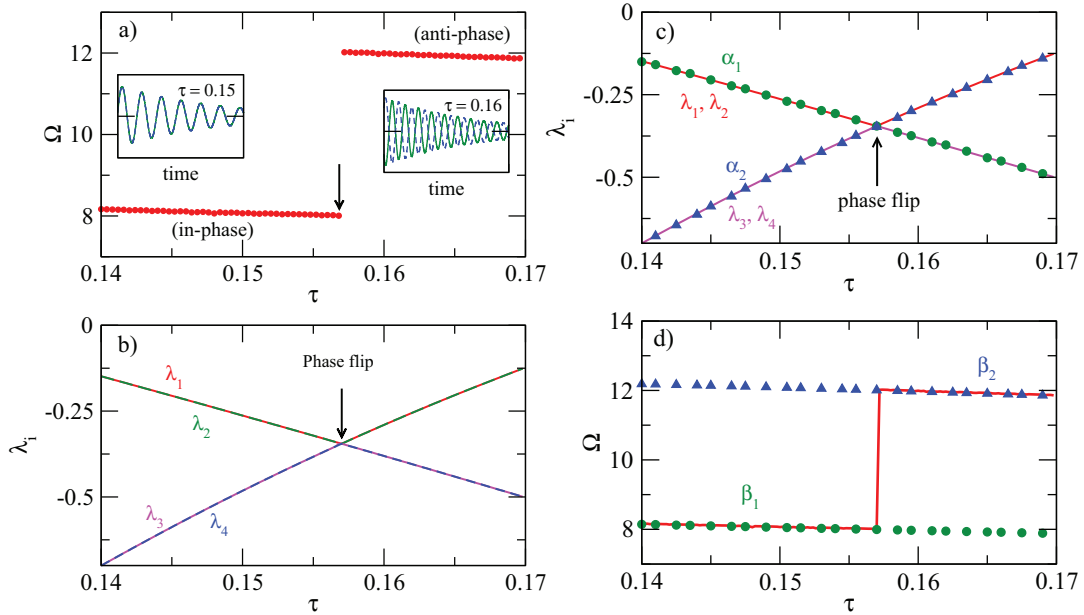 a)
(anti-phase)
12
τ = 0.15
τ = 0.16
Ω
10
time
time
8
(in-phase)
0.14
0.15
0.16
0.17
τ
0
c)
α₁
-0.25
λ₁, λ₂
λᵢ
-0.5
α₂
phase flip
λ₃, λ₄
0.14
0.15
0.16
0.17
τ
0
b)
Phase flip
λ₁
-0.25
λ₂
λᵢ
-0.5
λ₃
λ₄
0.14
0.15
0.16
0.17
τ
14
d)
β₂
12
Ω
10
β₁
8
0.14
0.15
0.16
0.17
τ